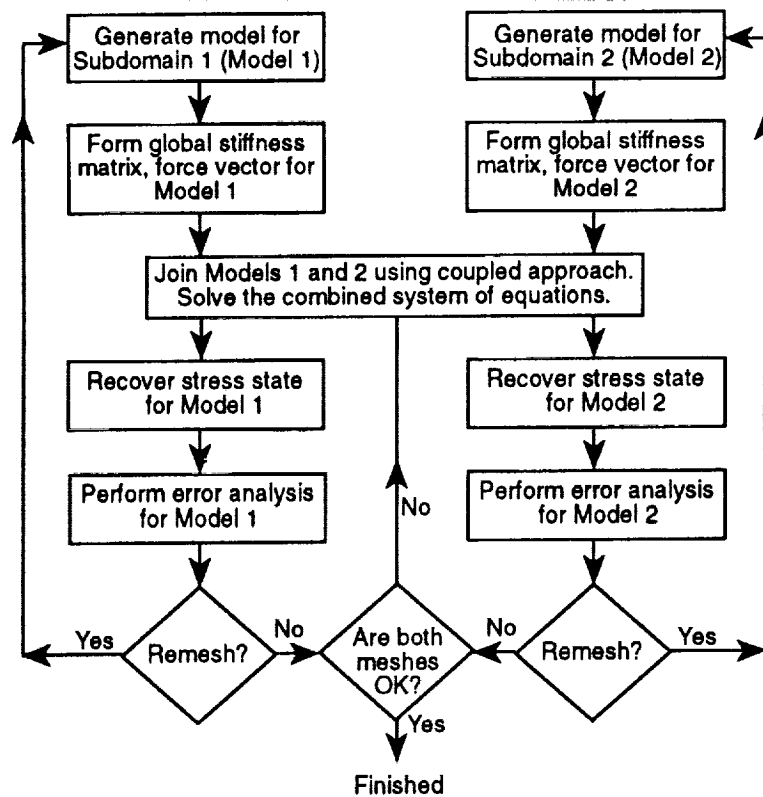 Generate model for
Subdomain 1 (Model 1)
Generate model for
Subdomain 2 (Model 2)
Form global stiffness
matrix, force vector for
Model 1
Form global stiffness
matrix, force vector for
Model 2
Join Models 1 and 2 using coupled approach.
Solve the combined system of equations.
Recover stress state
for Model 1
Recover stress state
for Model 2
Perform error analysis
for Model 1
No
Perform error analysis
for Model 2
Yes
Remesh?
No
Are both
meshes
OK?
No
Remesh?
Yes
Yes
Finished